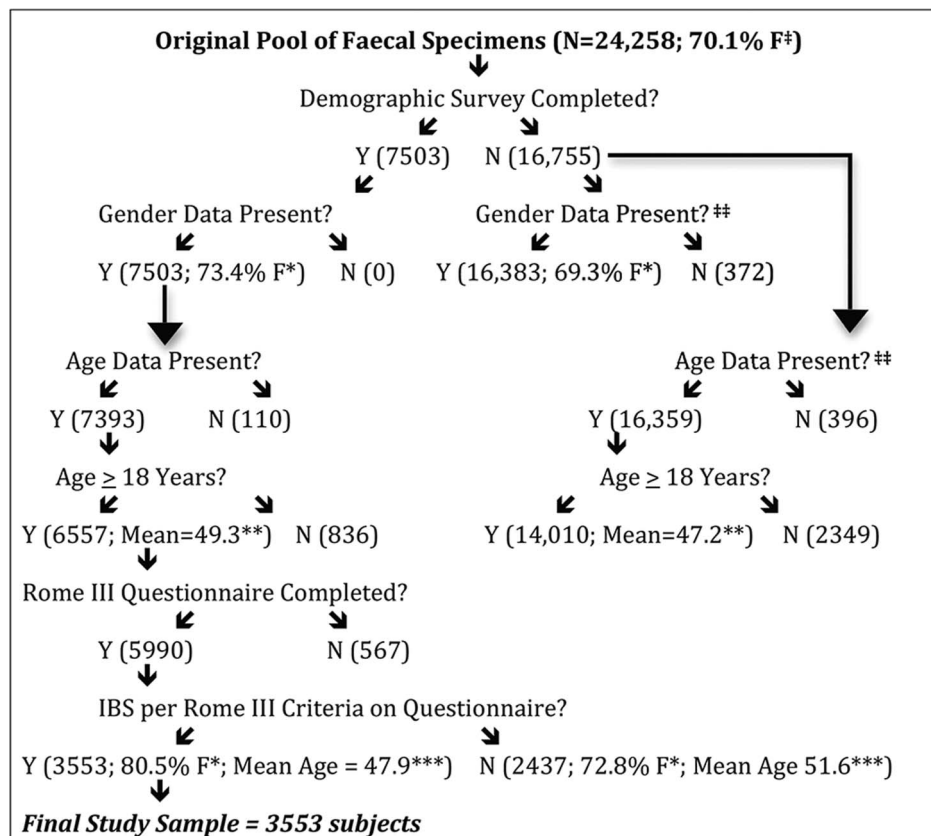 Original Pool of Faecal Specimens (N=24,258; 70.1% F‡)
Demographic Survey Completed?
Y (7503) N (16,755)
Gender Data Present? Gender Data Present? ‡‡
Y (7503; 73.4% F*) N (0) Y (16,383; 69.3% F*) N (372)
Age Data Present? Age Data Present? ‡‡
Y (7393) N (110) Y (16,359) N (396)
Age ≥ 18 Years? Age ≥ 18 Years?
Y (6557; Mean=49.3**) N (836) Y (14,010; Mean=47.2**) N (2349)
Rome III Questionnaire Completed?
Y (5990) N (567)
IBS per Rome III Criteria on Questionnaire?
Y (3553; 80.5% F*; Mean Age = 47.9***) N (2437; 72.8% F*; Mean Age 51.6***)
Final Study Sample = 3553 subjects